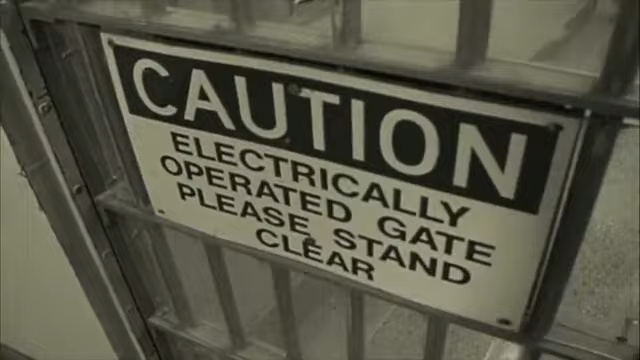 CAUTION
ELECTRICALLY
OPERATED GATE
PLEASE STAND
CLEAR